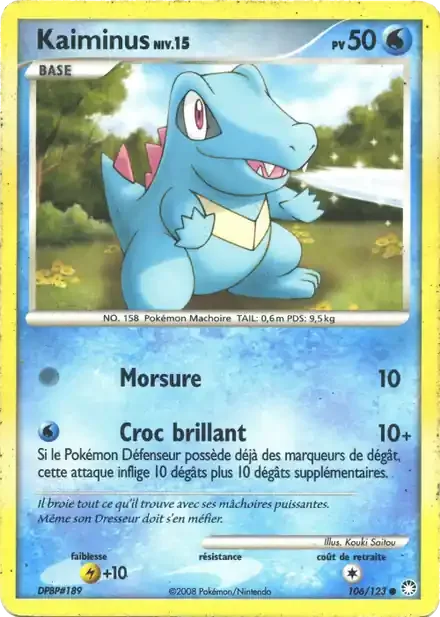 Kaiminus NIV.15 PV 50
BASE
NO. 158 Pokémon Machoire TAIL: 0,6m PDS: 9,5kg
Morsure 10
Croc brillant 10+
Si le Pokémon Défenseur possède déjà des marqueurs de dégât,
cette attaque inflige 10 dégâts plus 10 dégâts supplémentaires.
Il broie tout ce qu'il trouve avec ses mâchoires puissantes.
Même son Dresseur doit s'en méfier.
Illus. Kouki Saitou
faiblesse résistance coût de retraite
+10
DPBP#189 ©2008 Pokémon/Nintendo 106/123